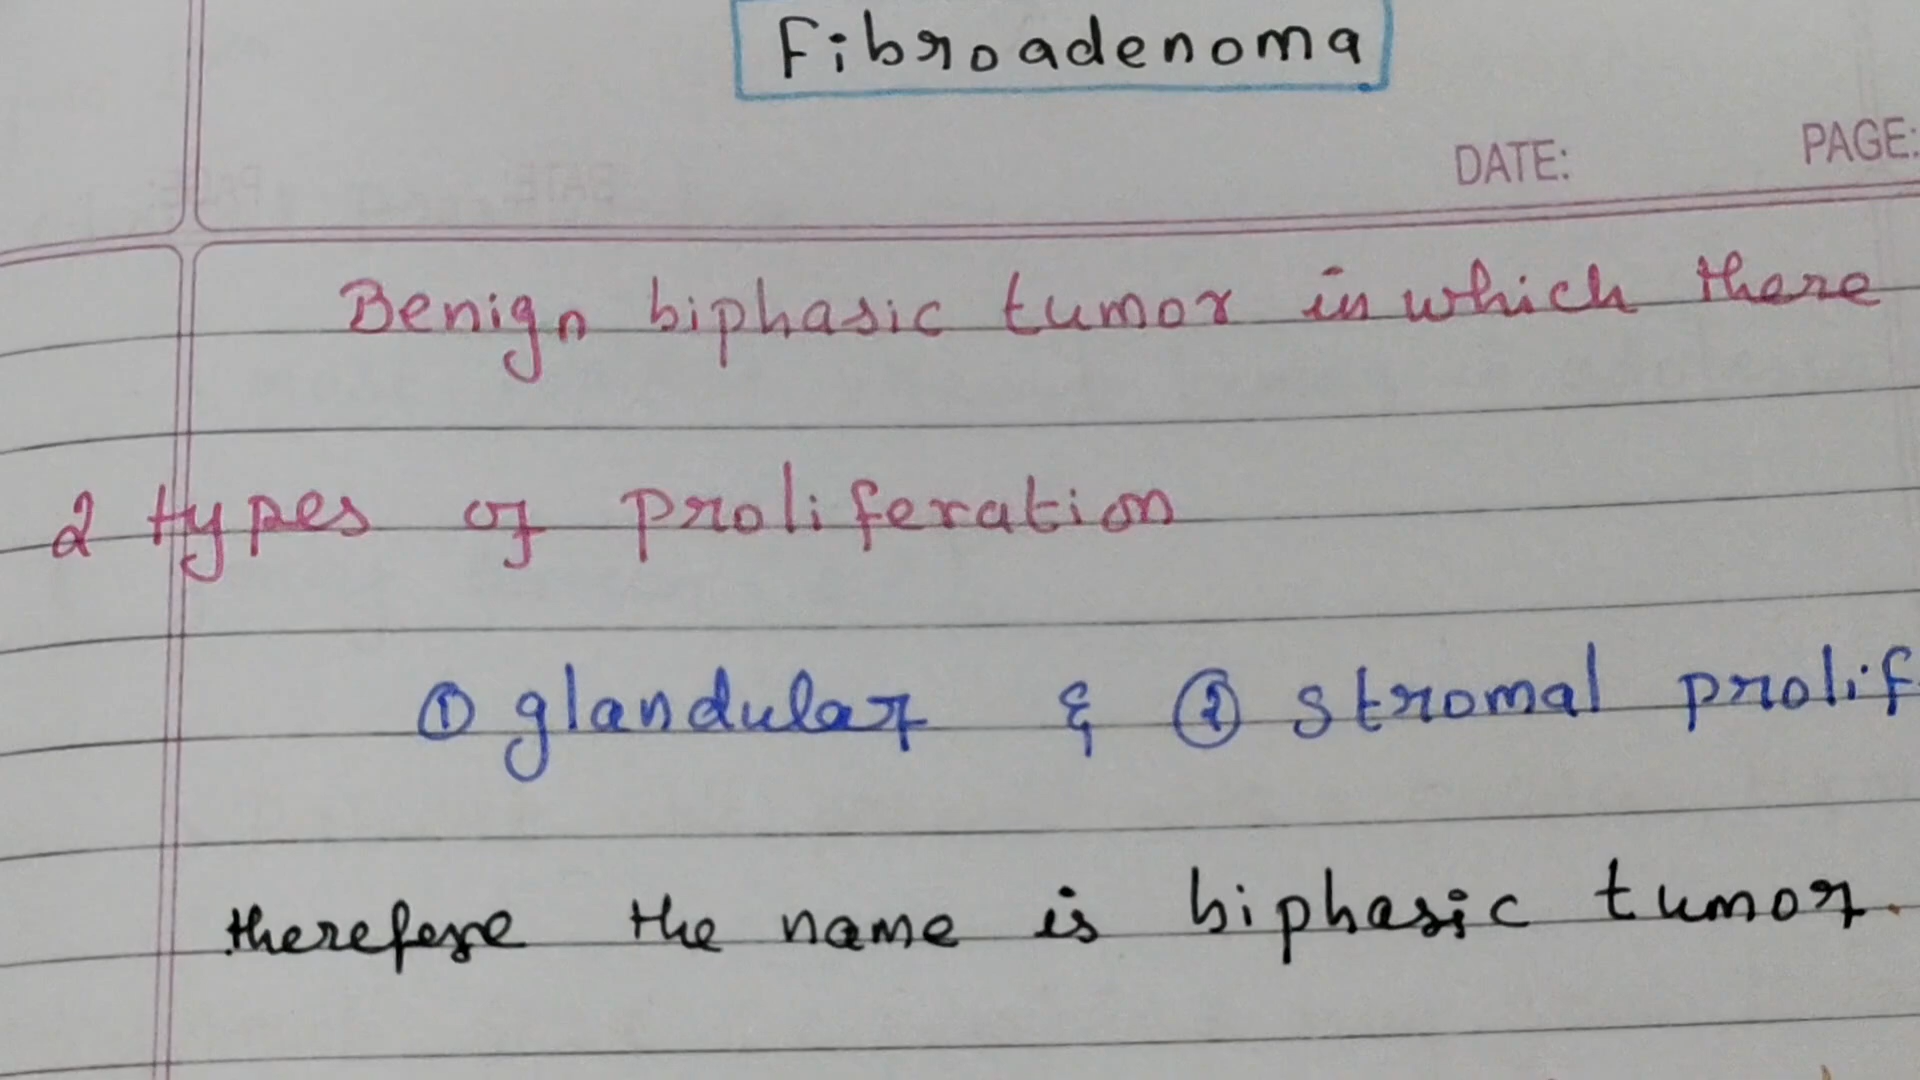 Fibroadenoma
DATE: PAGE:
Benign biphasic tumor in which there
2 types of proliferation
① glandular & ② stromal prolif
therefore the name is biphasic tumor.